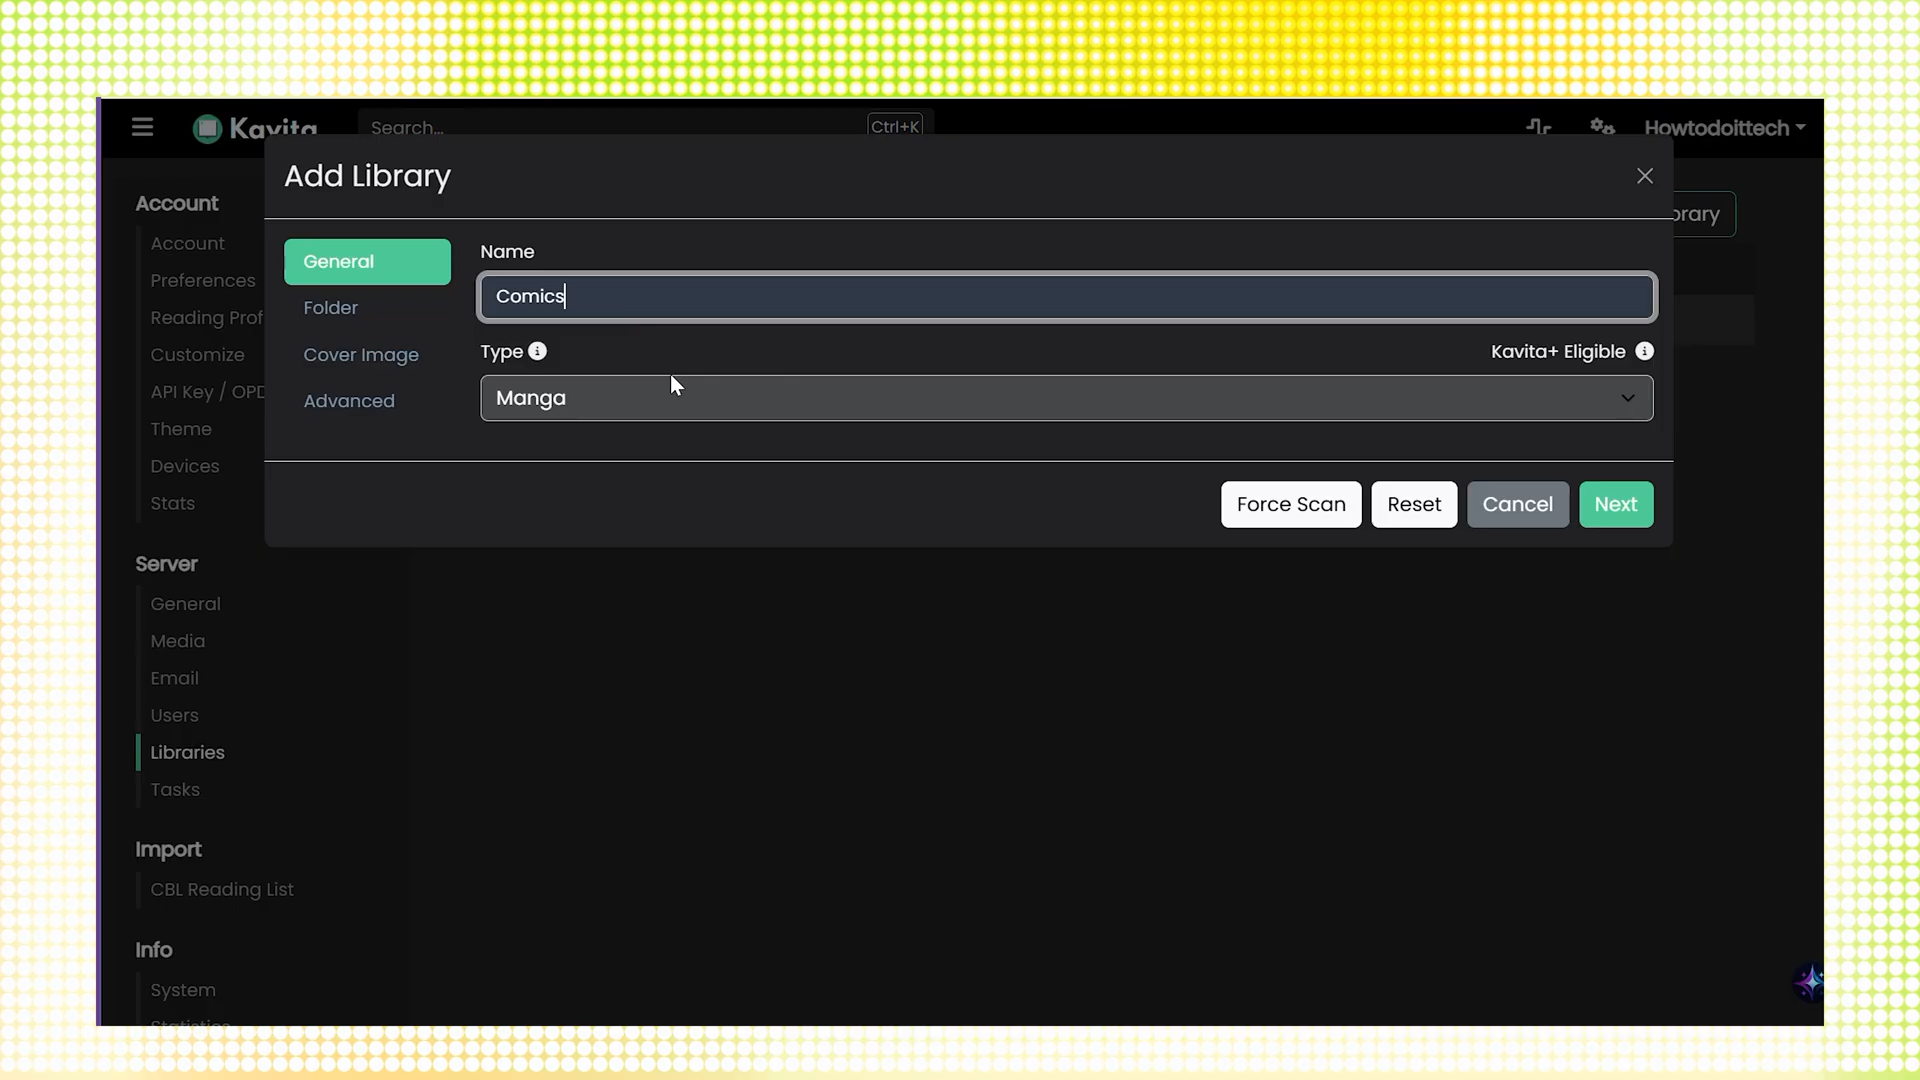 Kavita
Search...
Ctrl+K
Howtodoittech
Add Library
brary
Account
Account
Preferences
Reading Prof
Customize
API Key / OPD
Theme
Devices
Stats
Server
General
Media
Email
Users
Libraries
Tasks
Import
CBL Reading List
Info
System
Statistics
General
Folder
Cover Image
Advanced
Name
Comics
Type
Kavita+ Eligible
Manga
Force Scan
Reset
Cancel
Next